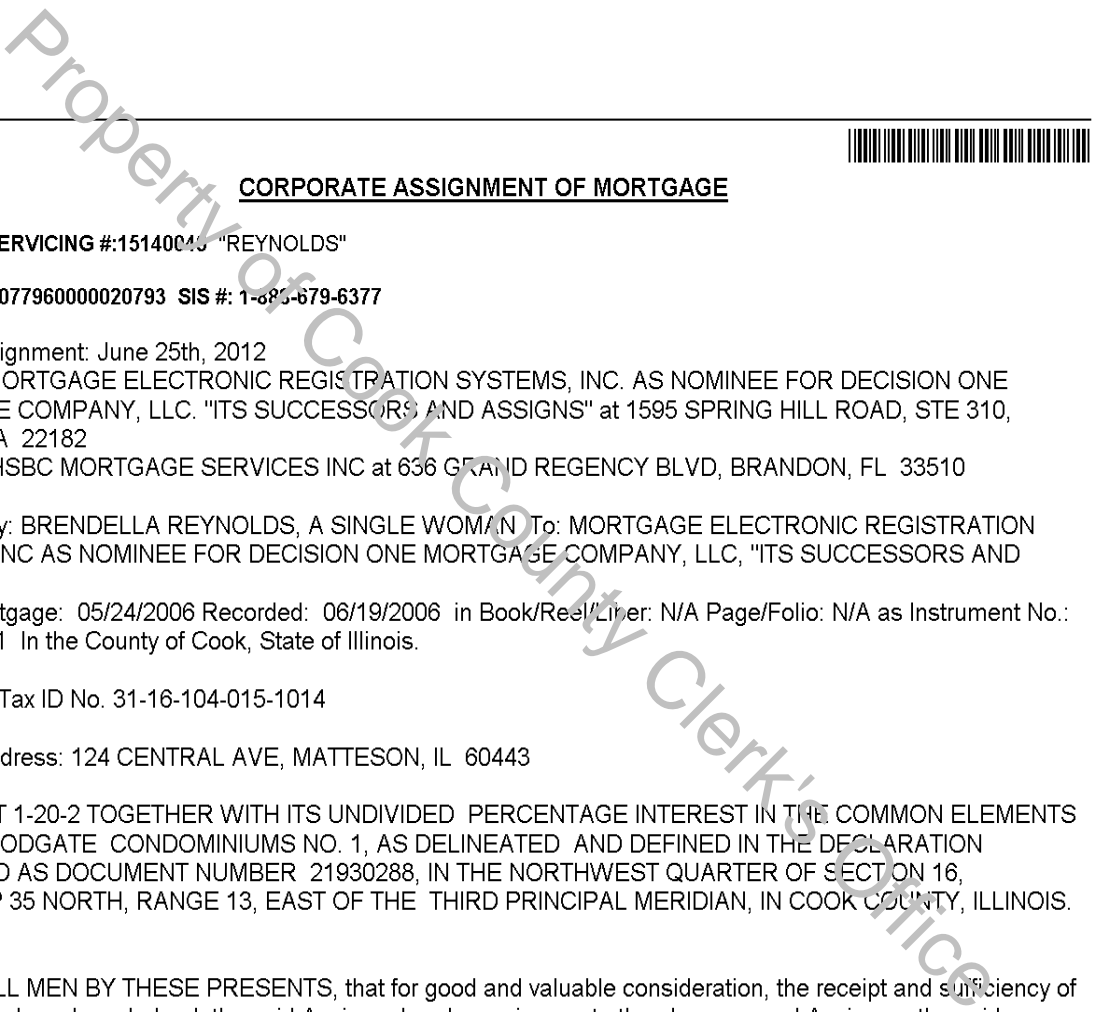 CORPORATE ASSIGNMENT OF MORTGAGE
ERVICING #: "REYNOLDS"
077960000020793 SIS #: 1-888-679-6377
ignment: June 25th, 2012
ORTGAGE ELECTRONIC REGISTRATION SYSTEMS, INC. AS NOMINEE FOR DECISION ONE
E COMPANY, LLC. "ITS SUCCESSORS AND ASSIGNS" at 1595 SPRING HILL ROAD, STE 310,
A 22182
HSBC MORTGAGE SERVICES INC at 636 GRAND REGENCY BLVD, BRANDON, FL 33510
y: BRENDELLA REYNOLDS, A SINGLE WOMAN To: MORTGAGE ELECTRONIC REGISTRATION
INC AS NOMINEE FOR DECISION ONE MORTGAGE COMPANY, LLC, "ITS SUCCESSORS AND
tgage: 05/24/2006 Recorded: 06/19/2006 in Book/Reel/Liber: N/A Page/Folio: N/A as Instrument No.:
1 In the County of Cook, State of Illinois.
Tax ID No. 31-16-104-015-1014
dress: 124 CENTRAL AVE, MATTESON, IL 60443
T 1-20-2 TOGETHER WITH ITS UNDIVIDED PERCENTAGE INTEREST IN THE COMMON ELEMENTS
ODGATE CONDOMINIUMS NO. 1, AS DELINEATED AND DEFINED IN THE DECLARATION
D AS DOCUMENT NUMBER 21930288, IN THE NORTHWEST QUARTER OF SECTION 16,
P 35 NORTH, RANGE 13, EAST OF THE THIRD PRINCIPAL MERIDIAN, IN COOK COUNTY, ILLINOIS.
LL MEN BY THESE PRESENTS, that for good and valuable consideration, the receipt and sufficiency of
Property of Cook County Clerk's Office